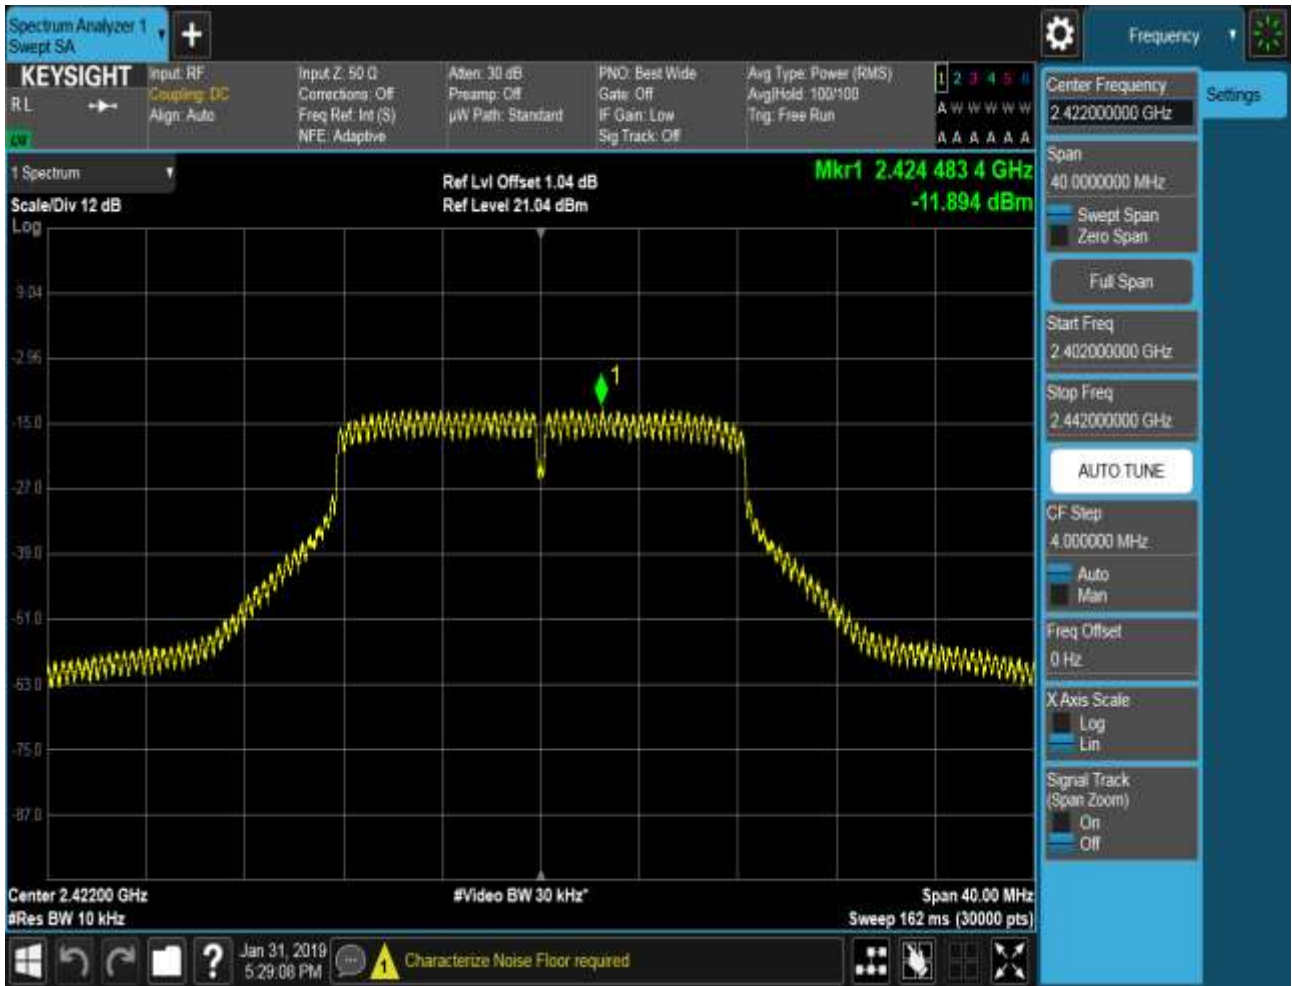 Spectrum Analyzer 1
Swept SA
+
Frequency
KEYSIGHT
R L
Input: RF
Coupling: DC
Align: Auto
Input Z: 50 Ω
Corrections: Off
Freq Ref: Int (S)
NFE: Adaptive
Atten: 30 dB
Preamp: Off
µW Path: Standard
PNO: Best Wide
Gate: Off
IF Gain: Low
Sig Track: Off
Avg Type: Power (RMS)
Avg|Hold: 100/100
Trig: Free Run
1 2 3 4 5 6
A W W W W W
A A A A A A
1 Spectrum
Scale/Div 12 dB
Log
Ref Lvl Offset 1.04 dB
Ref Level 21.04 dBm
Mkr1 2.424 483 4 GHz
-11.894 dBm
9.04
-2.96
-15.0
-27.0
-39.0
-51.0
-63.0
-75.0
-87.0
1
Center 2.42200 GHz
#Res BW 10 kHz
#Video BW 30 kHz*
Span 40.00 MHz
Sweep 162 ms (30000 pts)
Center Frequency
2.422000000 GHz
Span
40.0000000 MHz
Swept Span
Zero Span
Full Span
Start Freq
2.402000000 GHz
Stop Freq
2.442000000 GHz
AUTO TUNE
CF Step
4.000000 MHz
Auto
Man
Freq Offset
0 Hz
X Axis Scale
Log
Lin
Signal Track
(Span Zoom)
On
Off
Settings
?
Jan 31, 2019
5:29:08 PM
1
Characterize Noise Floor required